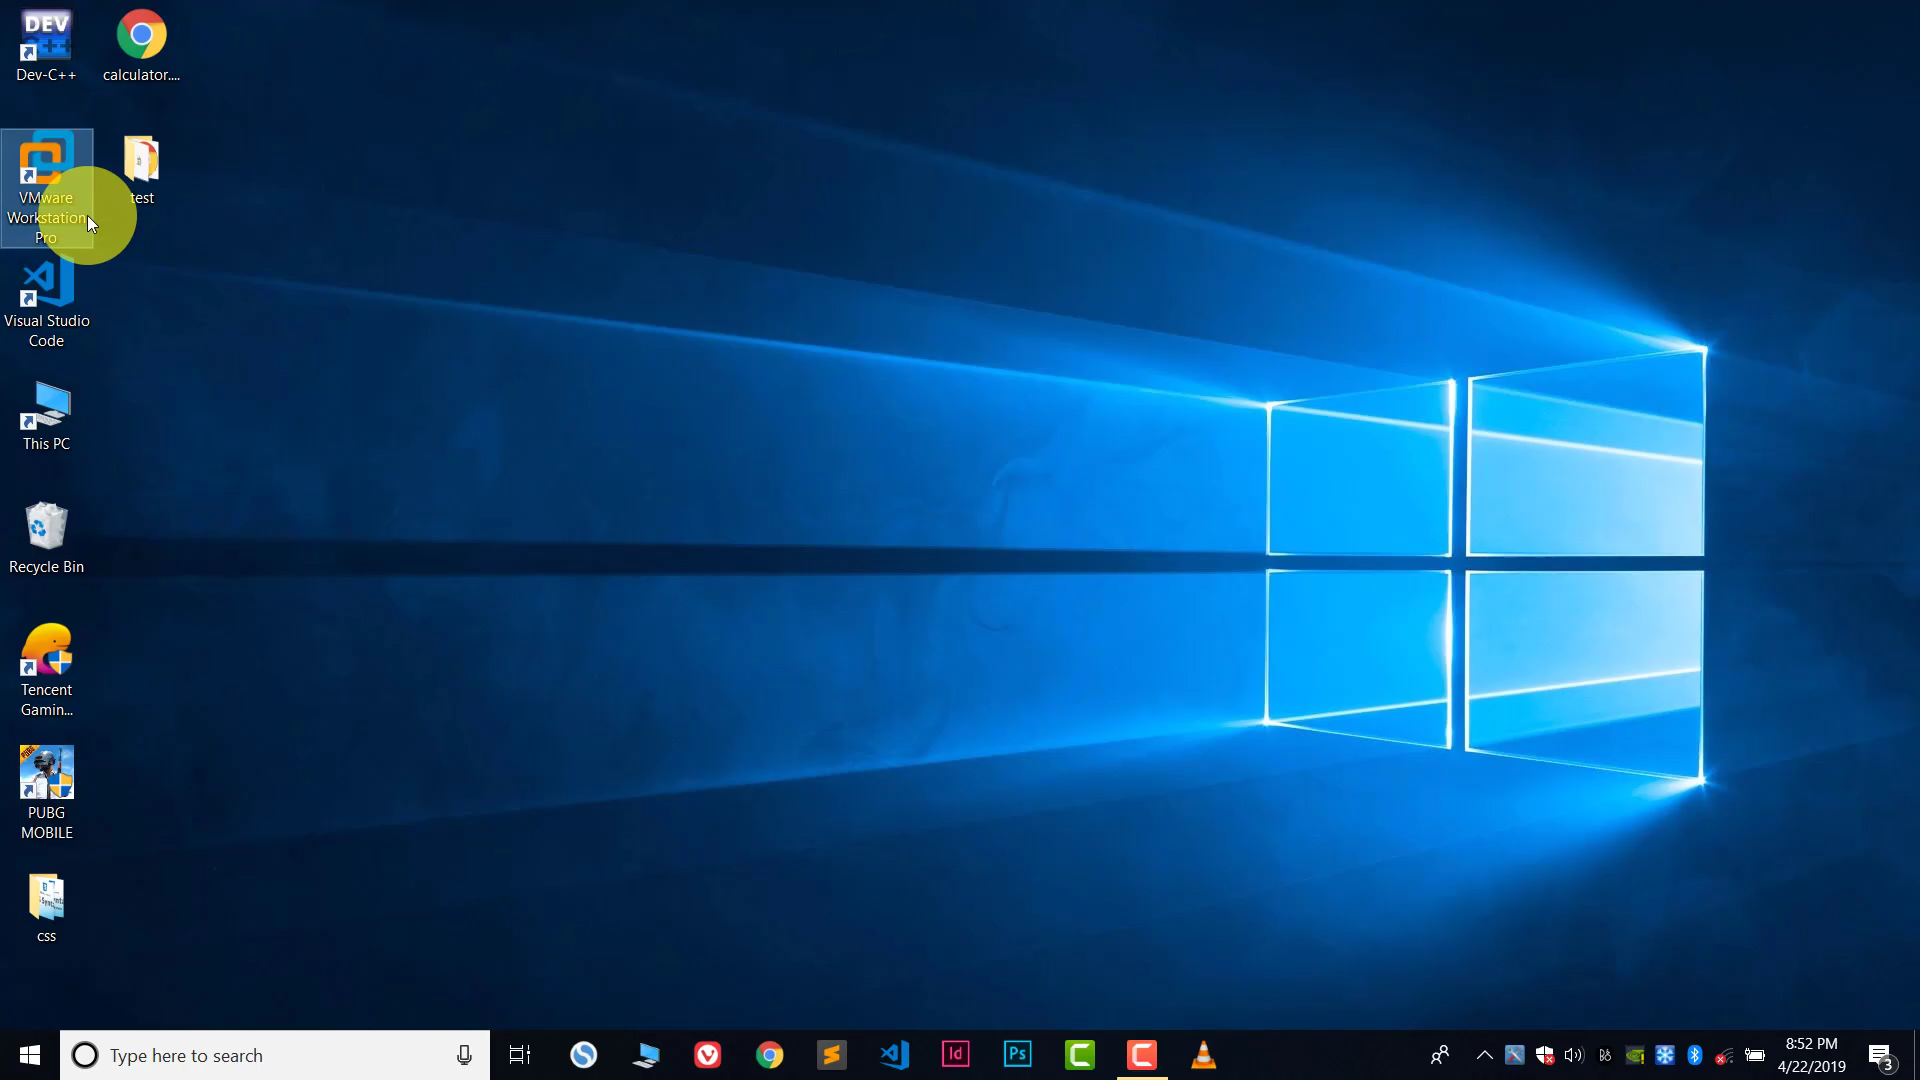 DEV
C++
Dev-C++
calculator....
VMware
Workstation
Pro
test
Visual Studio
Code
This PC
Recycle Bin
Tencent
Gamin...
PUBG
PUBG
MOBILE
css
Type here to search
Id
Ps
8:52 PM
4/22/2019
3